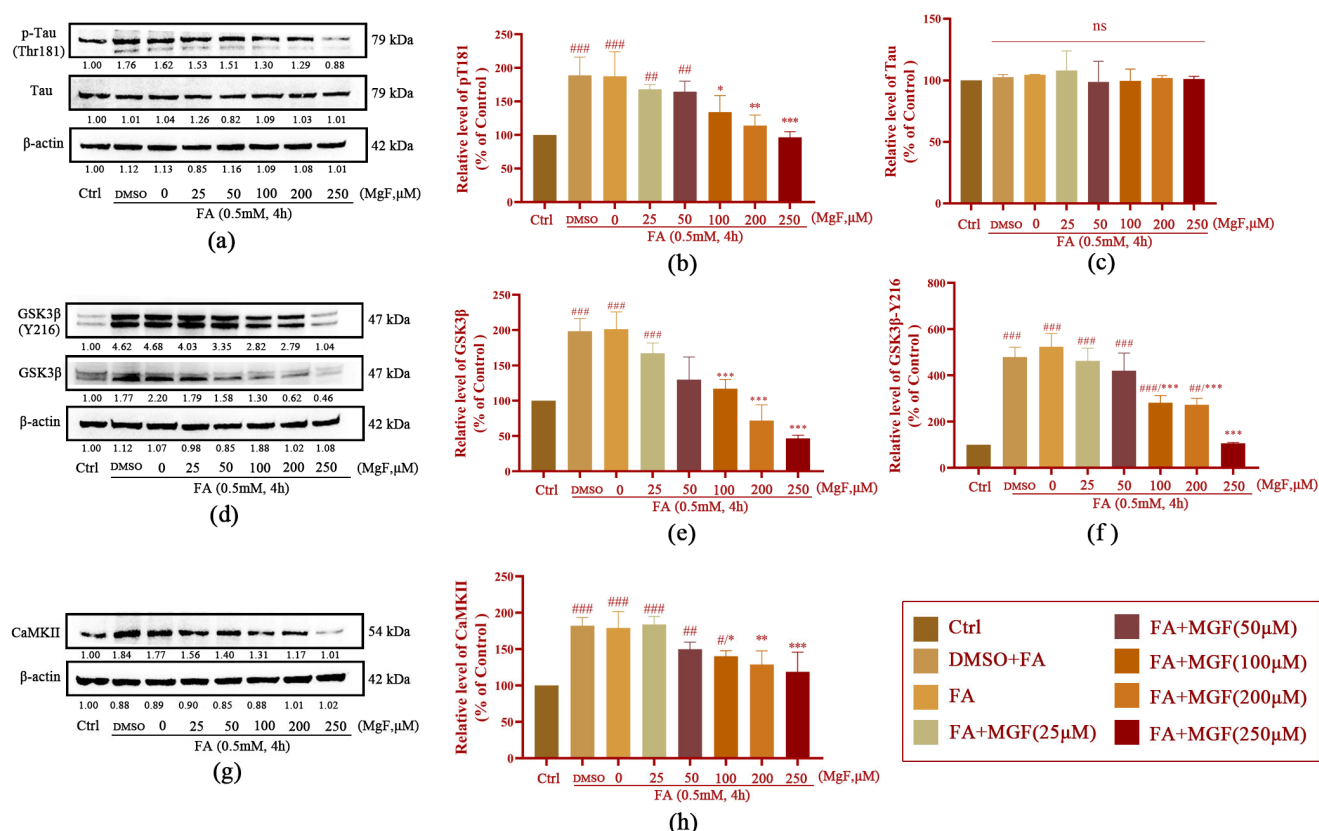 p-Tau
(Thr181)
79 kDa
1.00 1.76 1.62 1.53 1.51 1.30 1.29 0.88
Tau
79 kDa
1.00 1.01 1.04 1.26 0.82 1.09 1.03 1.01
β-actin
42 kDa
1.00 1.12 1.13 0.85 1.16 1.09 1.08 1.01
Ctrl DMSO 0 25 50 100 200 250 (MgF,μM)
FA (0.5mM, 4h)
(a)
Relative level of pT181
(% of Control )
200
150
100
50
0
### ### ## ## * ** ***
Ctrl DMSO 0 25 50 100 200 250 (MgF,μM)
FA (0.5mM, 4h)
(b)
Relative level of Tau
(% of Control )
150
100
50
0
ns
Ctrl DMSO 0 25 50 100 200 250 (MgF,μM)
FA (0.5mM, 4h)
(c)
GSK3β
(Y216)
47 kDa
1.00 4.62 4.68 4.03 3.35 2.82 2.79 1.04
GSK3β
47 kDa
1.00 1.77 2.20 1.79 1.58 1.30 0.62 0.46
β-actin
42 kDa
1.00 1.12 1.07 0.98 0.85 1.88 1.02 1.08
Ctrl DMSO 0 25 50 100 200 250 (MgF,μM)
FA (0.5mM, 4h)
(d)
Relative level of GSK3β
(% of Control )
250
200
150
100
50
0
### ### ### *** *** ***
Ctrl DMSO 0 25 50 100 200 250 (MgF,μM)
FA (0.5mM, 4h)
(e)
Relative level of GSK3β-Y216
(% of Control )
800
600
400
200
0
### ### ### ### ###/*** ##/*** ***
Ctrl DMSO 0 25 50 100 200 250 (MgF,μM)
FA (0.5mM, 4h)
(f)
CaMKII
54 kDa
1.00 1.84 1.77 1.56 1.40 1.31 1.17 1.01
β-actin
42 kDa
1.00 0.88 0.89 0.90 0.85 0.88 1.01 1.02
Ctrl DMSO 0 25 50 100 200 250 (MgF,μM)
FA (0.5mM, 4h)
(g)
Relative level of CaMKII
(% of Control )
250
200
150
100
50
0
### ### ### ## #/* ** ***
Ctrl DMSO 0 25 50 100 200 250 (MgF,μM)
FA (0.5mM, 4h)
(h)
Ctrl
DMSO+FA
FA
FA+MGF(25μM)
FA+MGF(50μM)
FA+MGF(100μM)
FA+MGF(200μM)
FA+MGF(250μM)